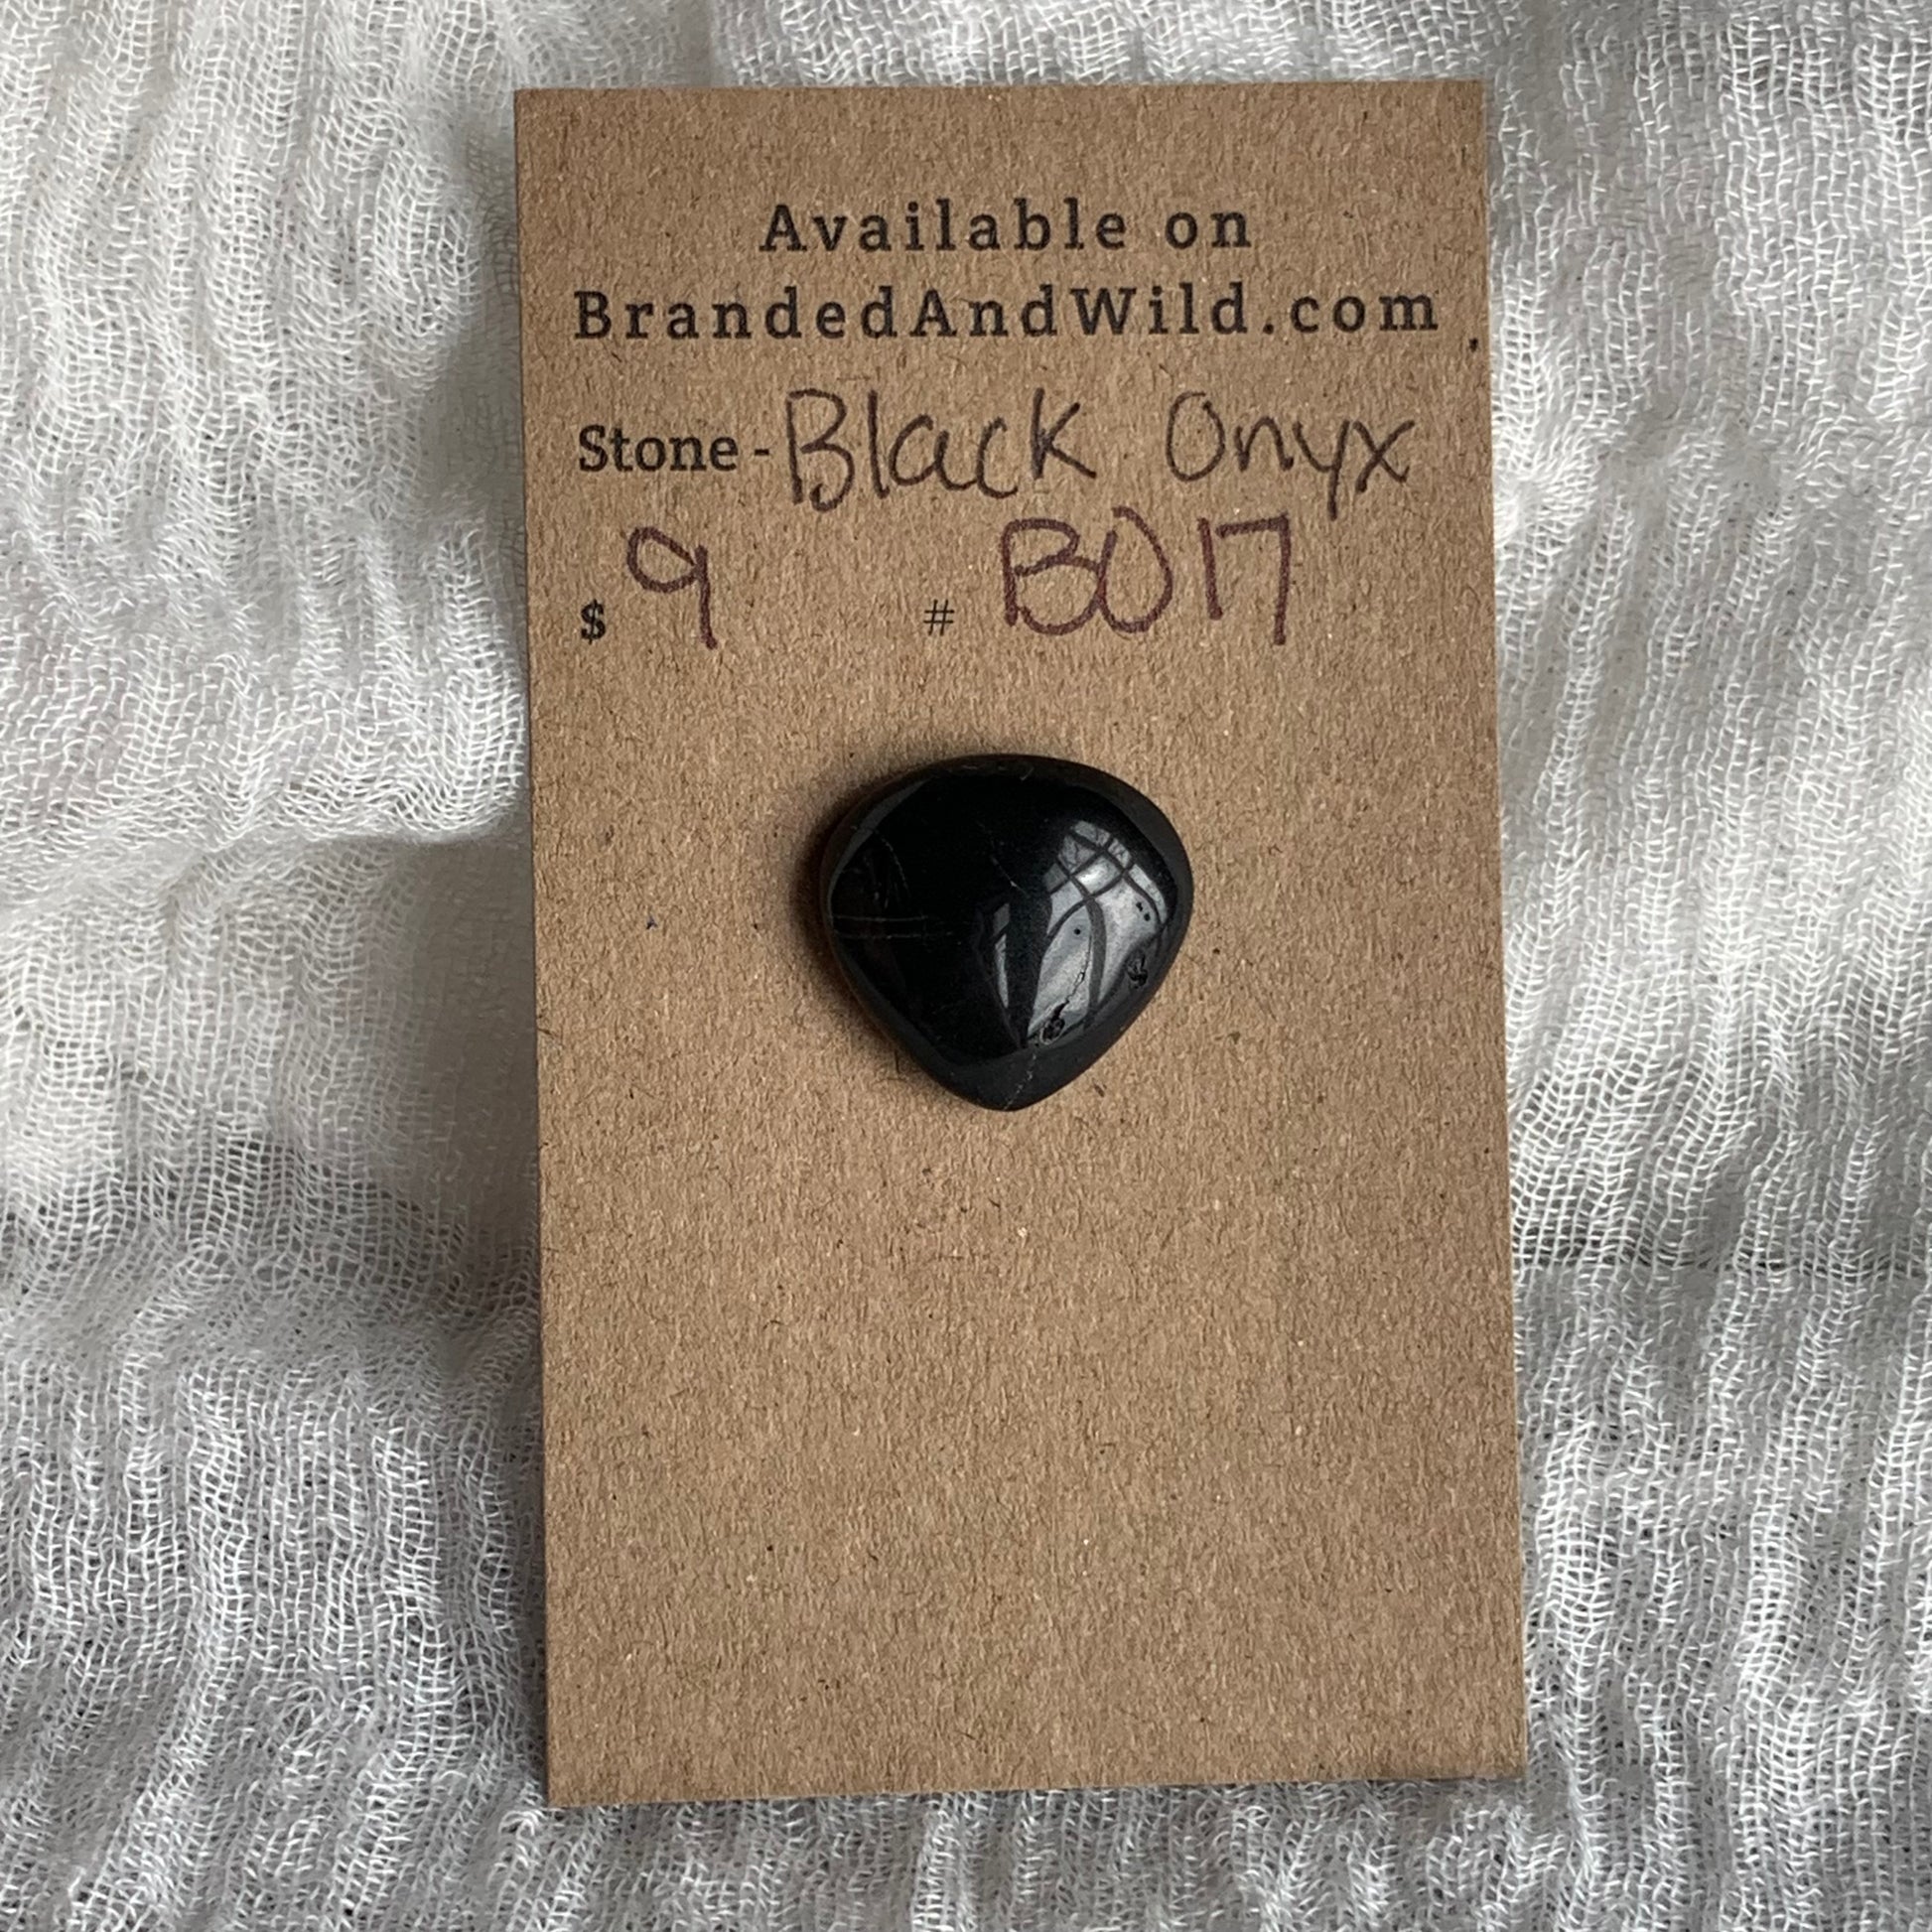 Available on
BrandedAndWild.com
Stone - Black Onyx
$ 9 # BO17